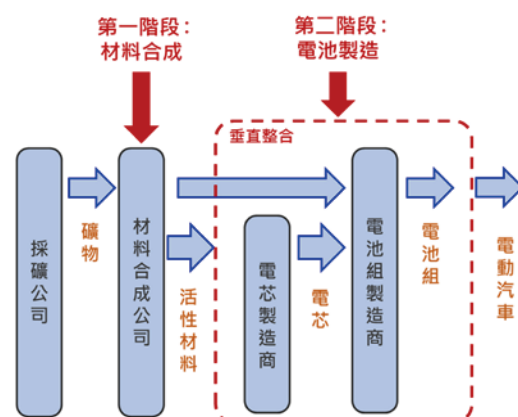 第一階段：
材料合成
第二階段：
電池製造
垂直整合
採礦公司
礦物
材料合成公司
活性材料
電芯製造商
電芯
電池組製造商
電池組
電動汽車